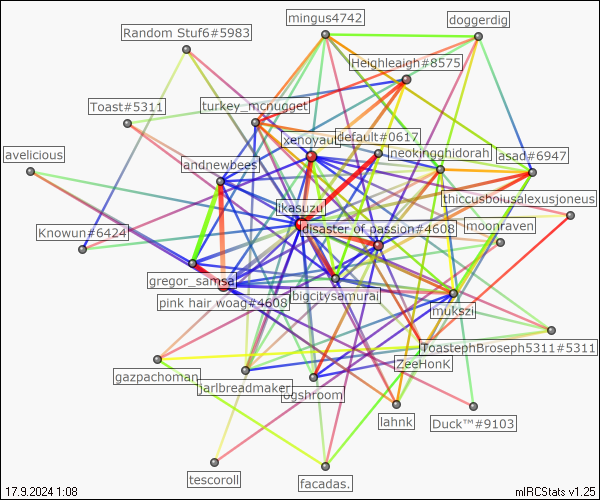 mingus4742
doggerdig
Random Stuf6#5983
Heighleaigh#8575
Toast#5311
turkey_mcnugget
xenoyaul
default#0617
neokingghidorah
asad#6947
avelicious
andnewbees
thiccusboiusalexusjoneus
ikasuzu
Knowun#6424
disaster of passion#4608
moonraven
gregor_samsa
pink hair woag#4608
bigcitysamurai
mukszi
ToastephBroseph5311#5311
ZeeHonK
gazpachoman
jarlbreadmaker
ogshroom
lahnk
Duck™#9103
tescoroll
facadas.
17.9.2024 1:08
mIRCStats v1.25